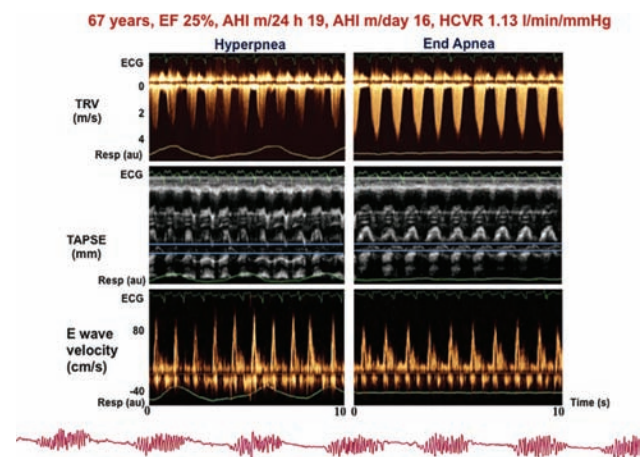 67 years, EF 25%, AHI m/24 h 19, AHI m/day 16, HCVR 1.13 l/min/mmHg
Hyperpnea End Apnea
ECG
0
TRV
(m/s)
2
4
Resp (au)
ECG
TAPSE
(mm)
Resp (au)
ECG
80
E wave
velocity
(cm/s)
-40
Resp (au)
0 10 0 10 Time (s)